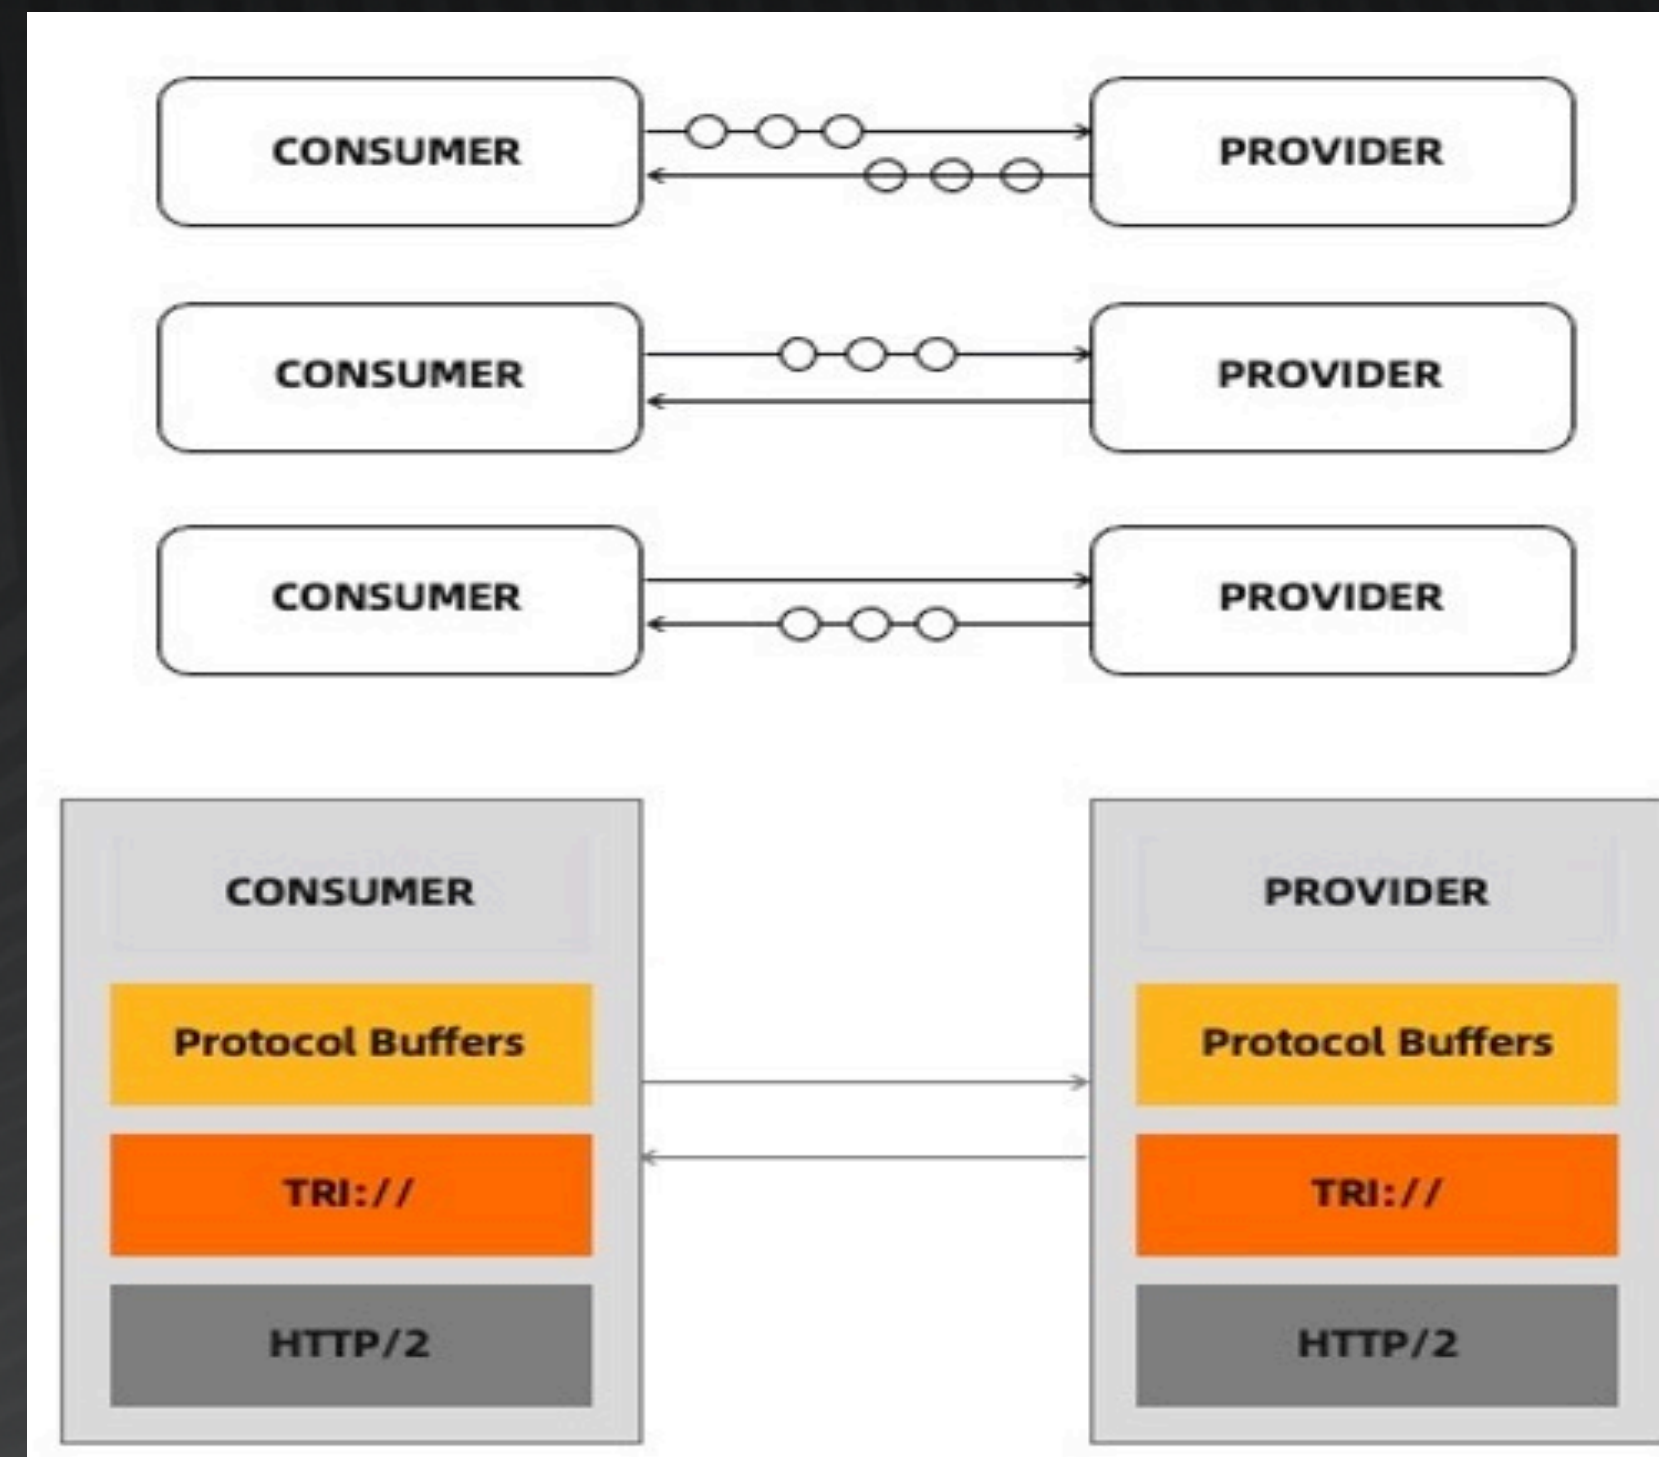 CONSUMER
PROVIDER
CONSUMER
PROVIDER
CONSUMER
PROVIDER
CONSUMER
PROVIDER
Protocol Buffers
Protocol Buffers
TRI://
TRI://
HTTP/2
HTTP/2